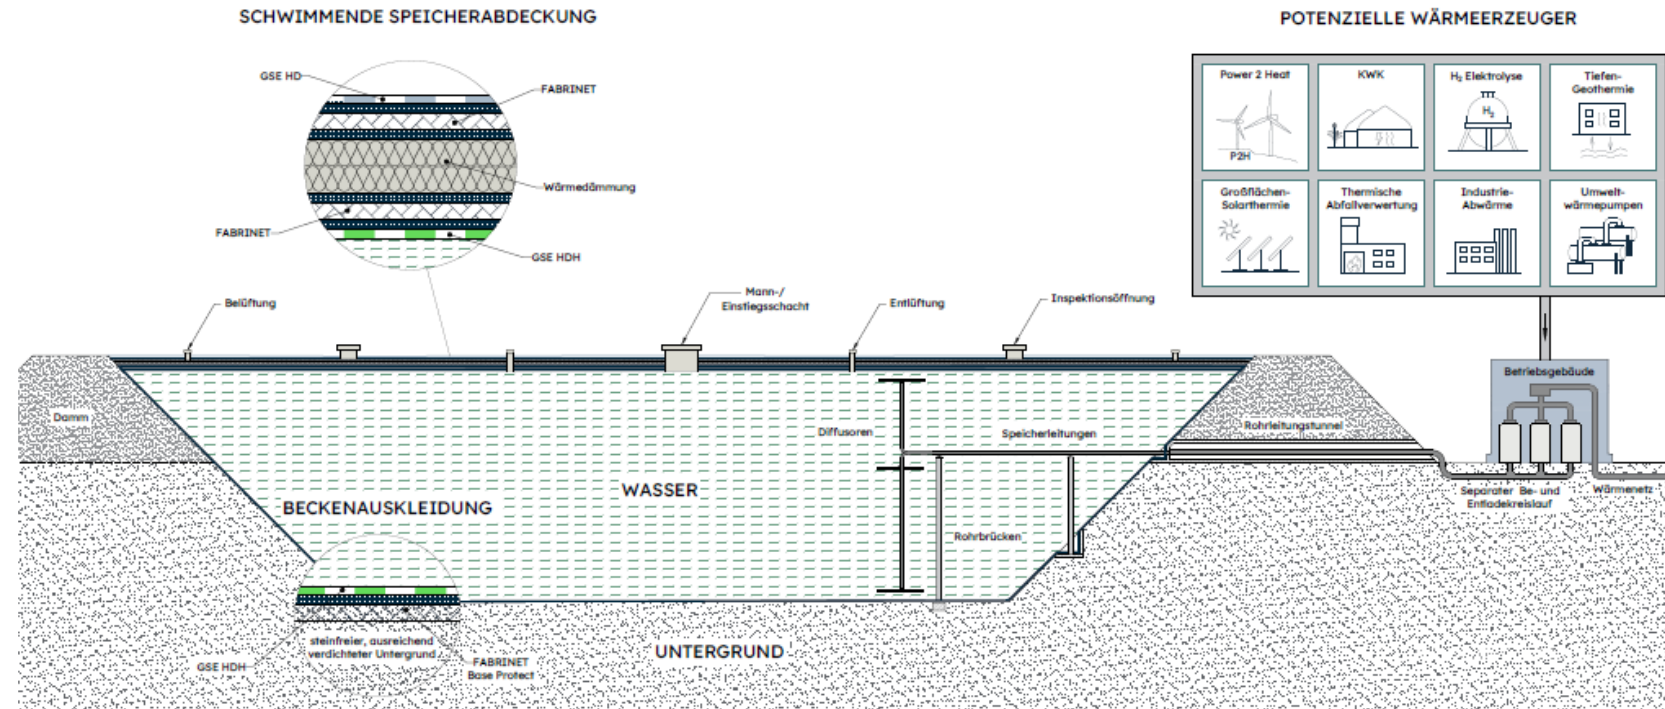 SCHWIMMENDE SPEICHERABDECKUNG
POTENZIELLE WÄRMEERZEUGER
GSE HD
FABRINET
Wärmedämmung
FABRINET
GSE HDH
Power 2 Heat
P2H
KWK
H₂ Elektrolyse
H₂
Tiefen-
Geothermie
Großflächen-
Solarthermie
Thermische
Abfallverwertung
Industrie-
Abwärme
Umwelt-
wärmepumpen
Belüftung
Mann-/
Einstiegsschacht
Entlüftung
Inspektionsöffnung
Betriebsgebäude
Damm
Diffusoren
Speicherleitungen
Rohrleitungstunnel
WASSER
BECKENAUSKLEIDUNG
Separater Be- und
Entladekreislauf
Wärmenetz
Rohrbrücken
steinfreier, ausreichend
verdichteter Untergrund
GSE HDH
FABRINET
Base Protect
UNTERGRUND